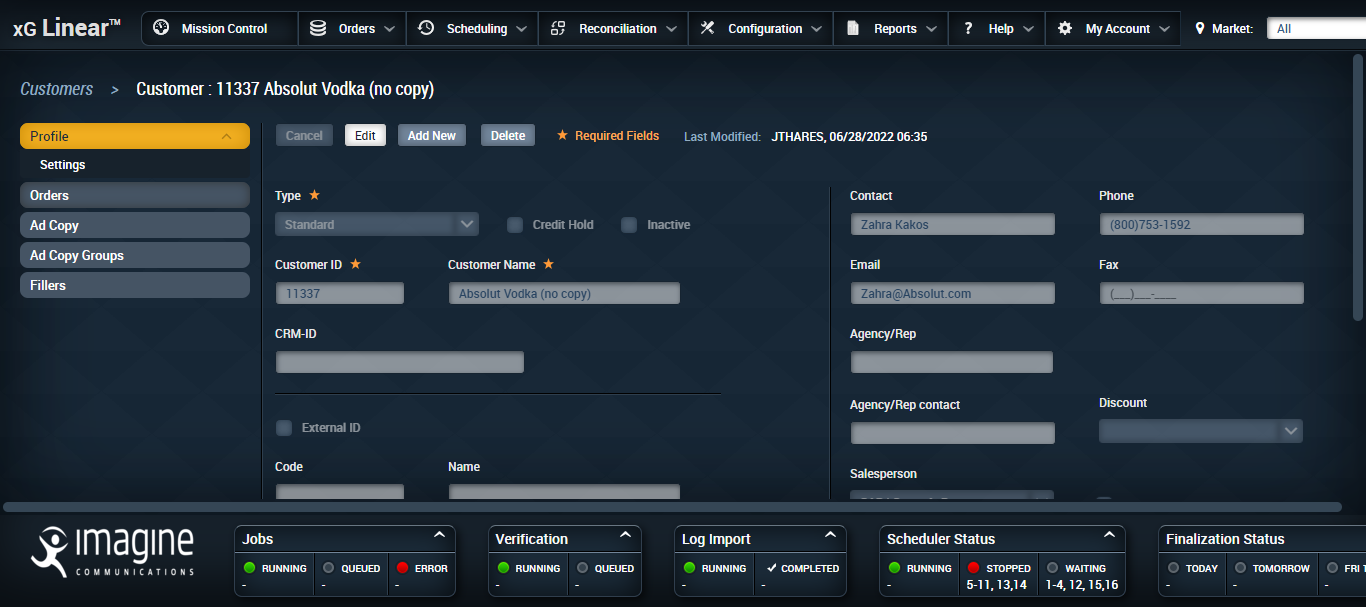 xG Linear™ Mission Control Orders Scheduling Reconciliation Configuration Reports ? Help My Account Market: All
Customers > Customer : 11337 Absolut Vodka (no copy)
Profile
Settings
Orders
Ad Copy
Ad Copy Groups
Fillers
Cancel Edit Add New Delete ★ Required Fields Last Modified: JTHARES, 06/28/2022 06:35
Type ★
Standard Credit Hold Inactive
Customer ID ★ Customer Name ★
11337 Absolut Vodka (no copy)
CRM-ID
External ID
Code Name
Contact Phone
Zahra Kakos (800)753-1592
Email Fax
Zahra@Absolut.com (___)___-____
Agency/Rep
Agency/Rep contact Discount
Salesperson
imagine
COMMUNICATIONS
Jobs
RUNNING QUEUED ERROR
- - -
Verification
RUNNING QUEUED
- -
Log Import
RUNNING COMPLETED
- -
Scheduler Status
RUNNING STOPPED WAITING
- 5-11, 13,14 1-4, 12, 15,16
Finalization Status
TODAY TOMORROW FRI
- - -